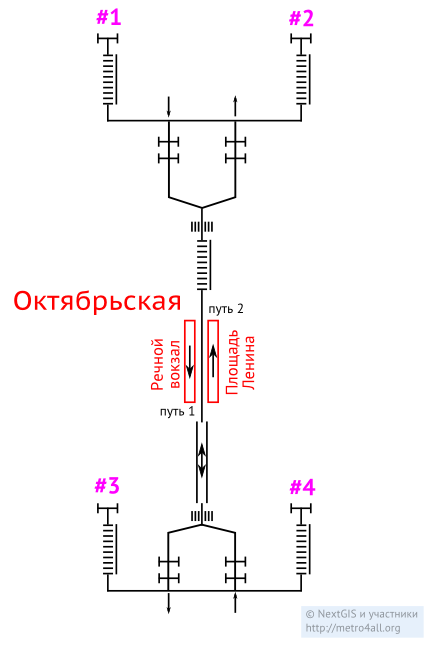 #1
#2
Октябрьская
путь 2
Речной
вокзал
Площадь
Ленина
путь 1
#3
#4
© NextGIS и участники
http://metro4all.org